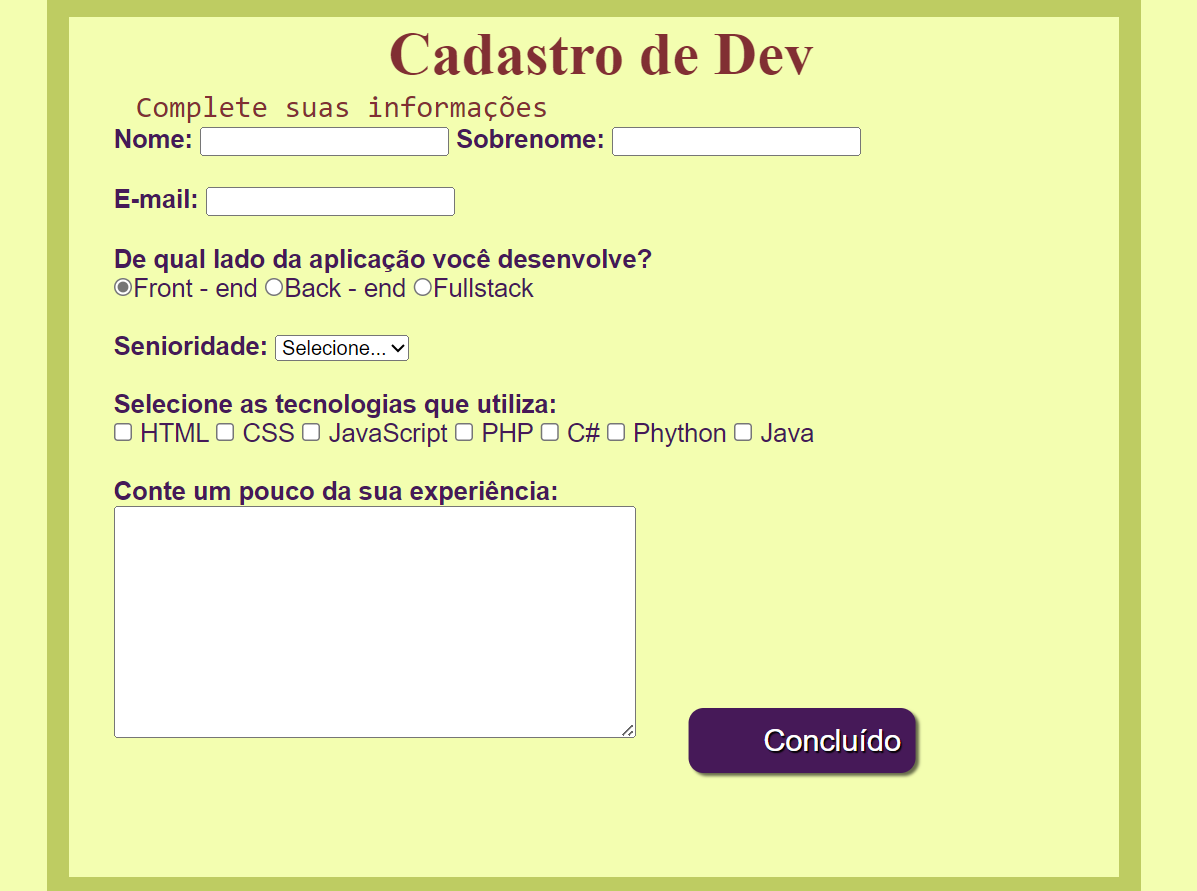 Cadastro de Dev
Complete suas informações
Nome: Sobrenome:
E-mail:
De qual lado da aplicação você desenvolve?
Front - end Back - end Fullstack
Senioridade: Selecione...
Selecione as tecnologias que utiliza:
HTML CSS JavaScript PHP C# Phython Java
Conte um pouco da sua experiência:
Concluído